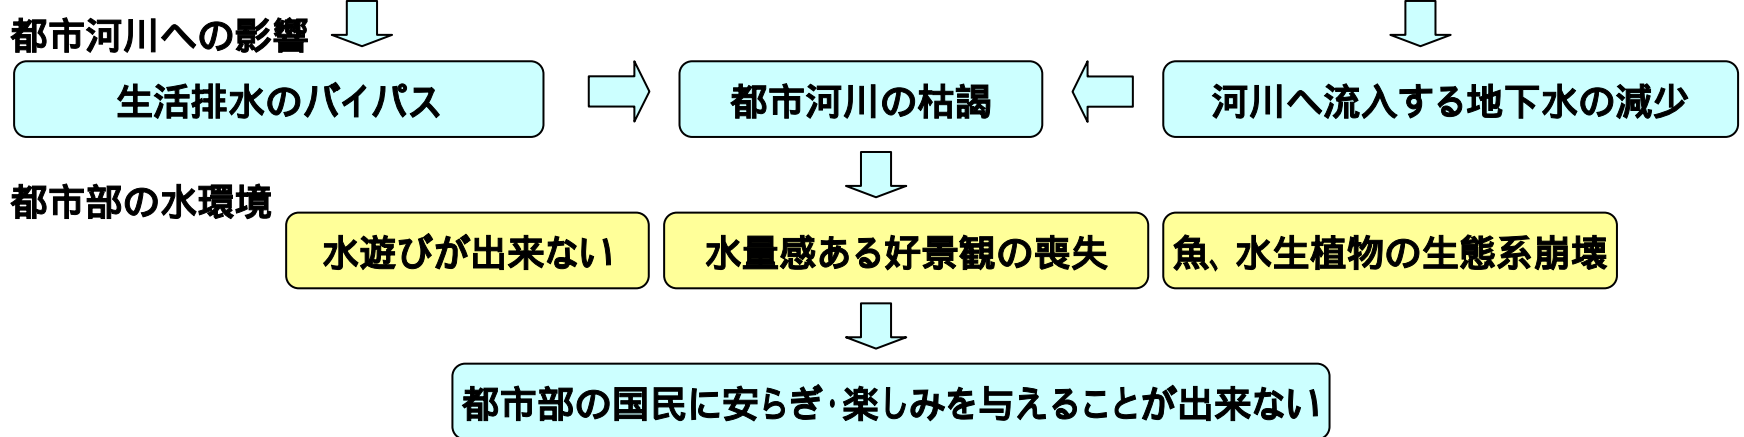 都市河川への影響
生活排水のバイパス
都市河川の枯謁
河川へ流入する地下水の減少
都市部の水環境
水遊びが出来ない
水量感ある好景観の喪失
魚、水生植物の生態系崩壊
都市部の国民に安らぎ・楽しみを与えることが出来ない